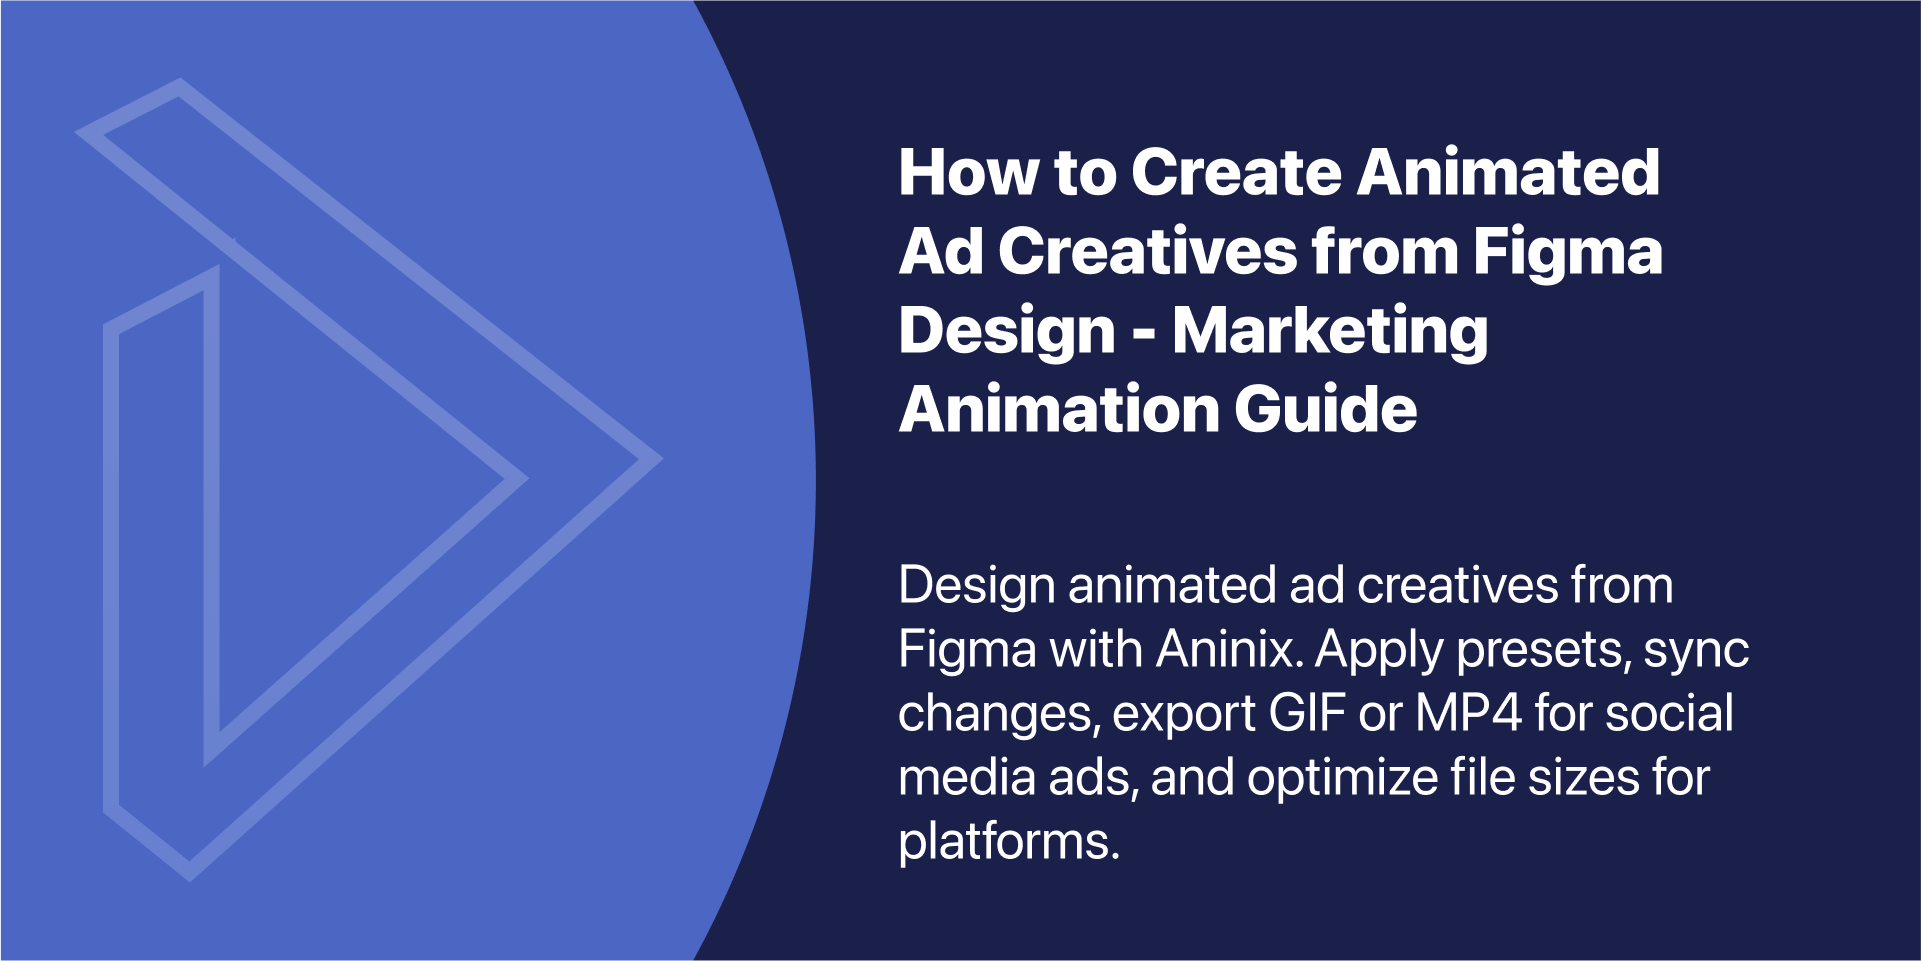 How to Create Animated
Ad Creatives from Figma
Design - Marketing
Animation Guide
Design animated ad creatives from
Figma with Aninix. Apply presets, sync
changes, export GIF or MP4 for social
media ads, and optimize file sizes for
platforms.